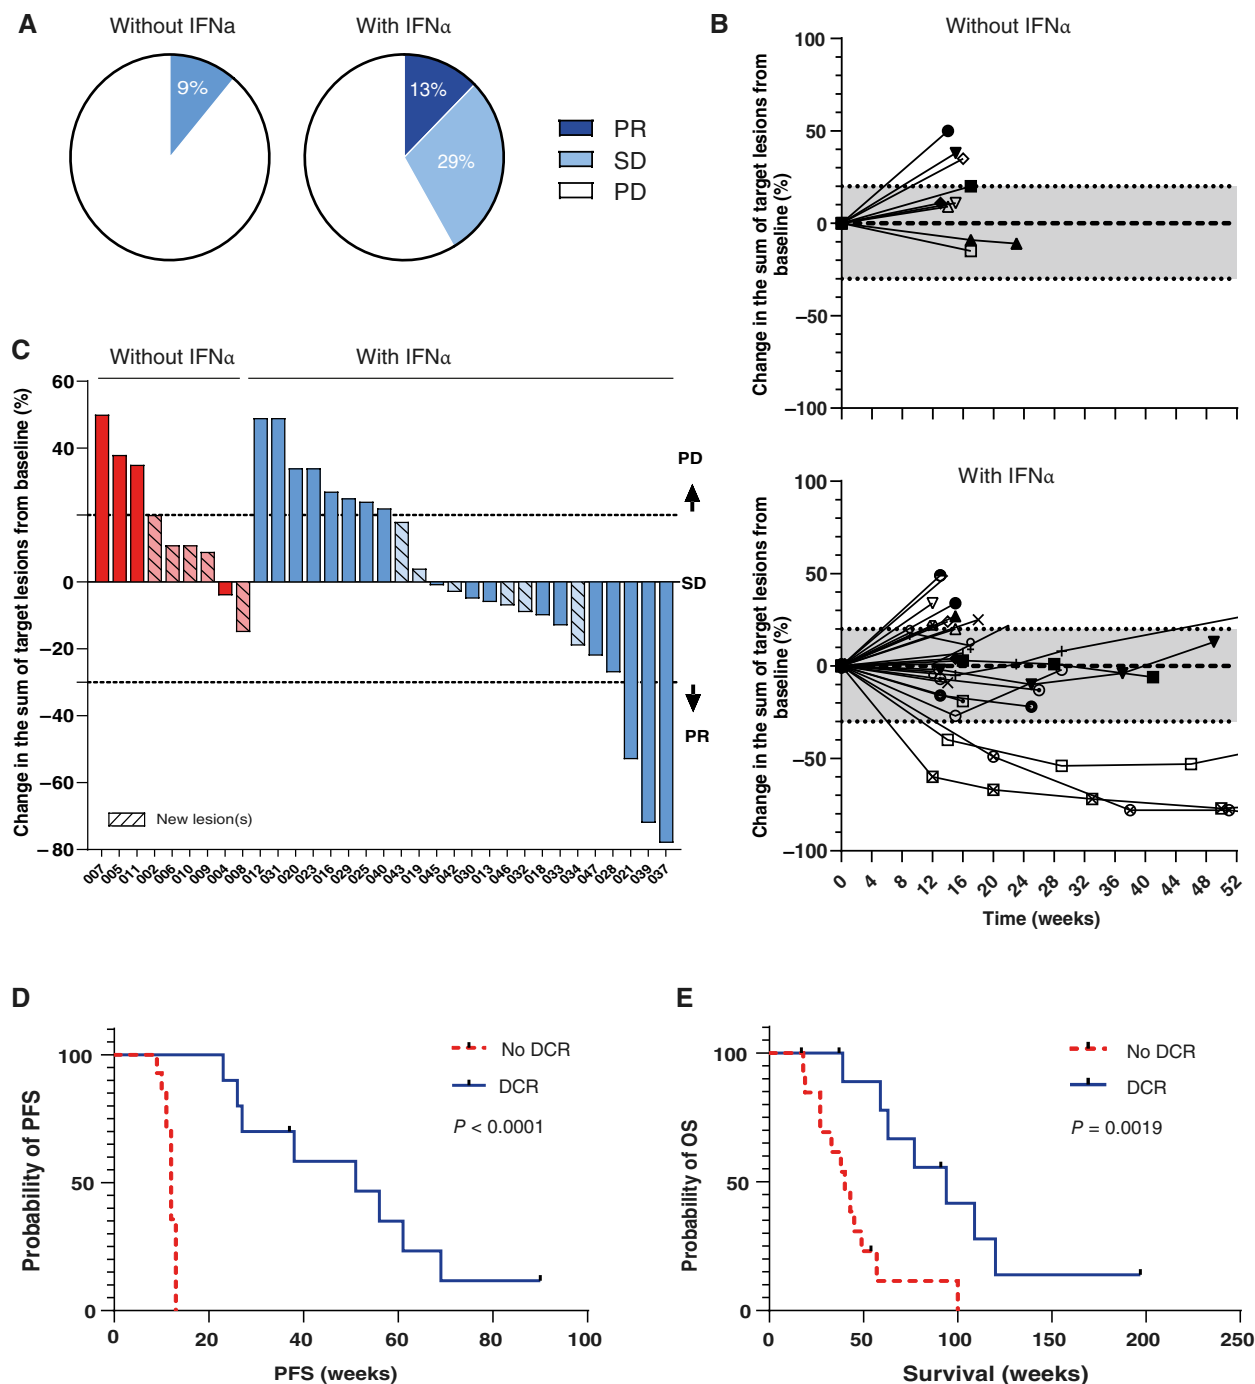 A
Without IFNa
With IFNα
9%
13%
29%
PR
SD
PD
B
Without IFNα
Change in the sum of target lesions from
baseline (%)
100
50
0
−50
−100
With IFNα
Change in the sum of target lesions from
baseline (%)
100
50
0
−50
−100
0 4 8 12 16 20 24 28 32 36 40 44 48 52
Time (weeks)
C
Without IFNα
With IFNα
Change in the sum of target lesions from baseline (%)
60
40
20
0
−20
−40
−60
−80
PD
SD
PR
New lesion(s)
007 005 011 002 006 010 009 004 008 012 031 020 023 016 029 025 040 043 019 045 042 030 013 046 032 018 033 034 047 028 021 039 037
D
Probability of PFS
100
50
0
No DCR
DCR
P < 0.0001
0 20 40 60 80 100
PFS (weeks)
E
Probability of OS
100
50
0
No DCR
DCR
P = 0.0019
0 50 100 150 200 250
Survival (weeks)